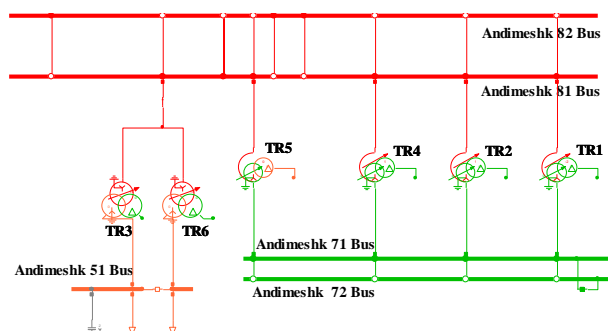 Andimeshk 82 Bus
Andimeshk 81 Bus
TR5
TR4
TR2
TR1
TR3
TR6
Andimeshk 71 Bus
Andimeshk 51 Bus
Andimeshk 72 Bus